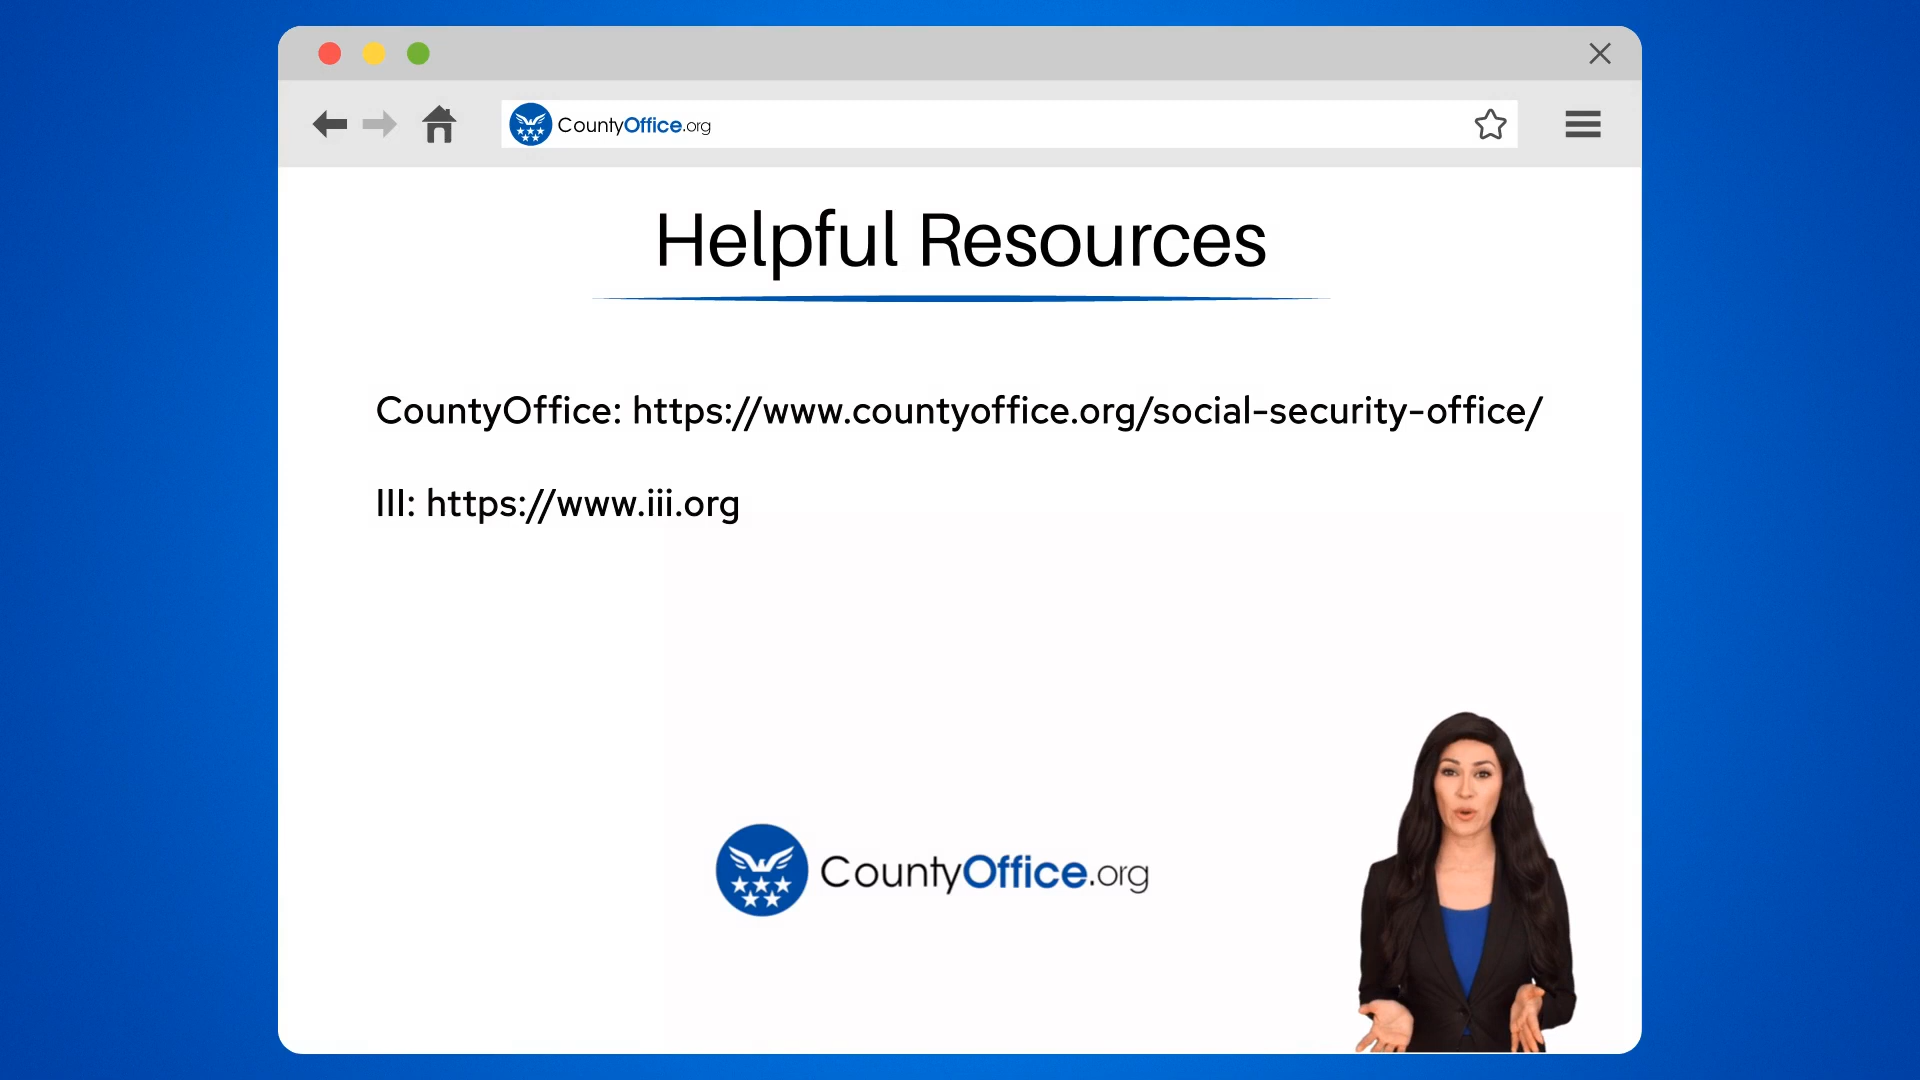 CountyOffice.org
Helpful Resources
CountyOffice: https://www.countyoffice.org/social-security-office/
III: https://www.iii.org
CountyOffice.org